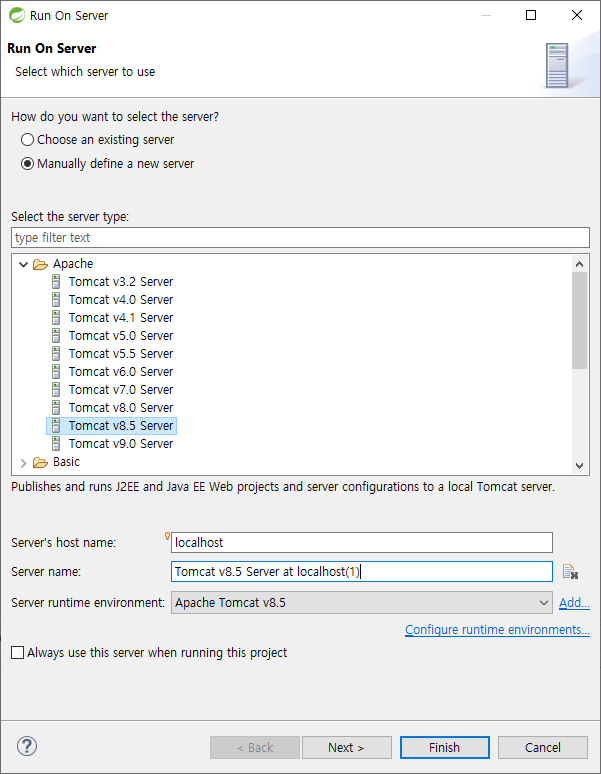 Run On Server
Run On Server
Select which server to use
How do you want to select the server?
Choose an existing server
Manually define a new server
Select the server type:
type filter text
Apache
Tomcat v3.2 Server
Tomcat v4.0 Server
Tomcat v4.1 Server
Tomcat v5.0 Server
Tomcat v5.5 Server
Tomcat v6.0 Server
Tomcat v7.0 Server
Tomcat v8.0 Server
Tomcat v8.5 Server
Tomcat v9.0 Server
Basic
Publishes and runs J2EE and Java EE Web projects and server configurations to a local Tomcat server.
Server's host name: localhost
Server name: Tomcat v8.5 Server at localhost(1)
Server runtime environment: Apache Tomcat v8.5 Add...
Configure runtime environments...
Always use this server when running this project
? < Back Next > Finish Cancel